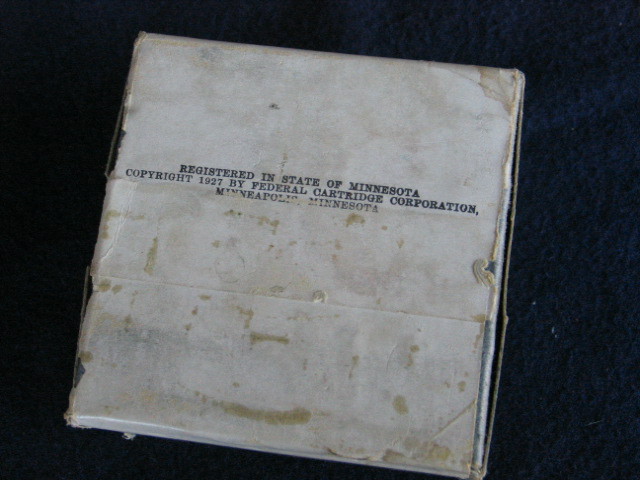 REGISTERED IN STATE OF MINNESOTA
COPYRIGHT 1927 BY FEDERAL CARTRIDGE CORPORATION,
MINNEAPOLIS, MINNESOTA